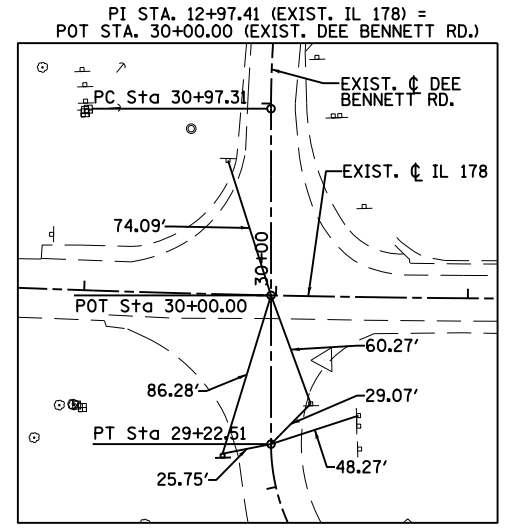 PI STA. 12+97.41 (EXIST. IL 178) =
POT STA. 30+00.00 (EXIST. DEE BENNETT RD.)
EXIST. ℄ DEE
BENNETT RD.
PC Sta 30+97.31
EXIST. ℄ IL 178
74.09'
30+00
POT Sta 30+00.00
60.27'
86.28'
29.07'
PT Sta 29+22.51
48.27'
25.75'